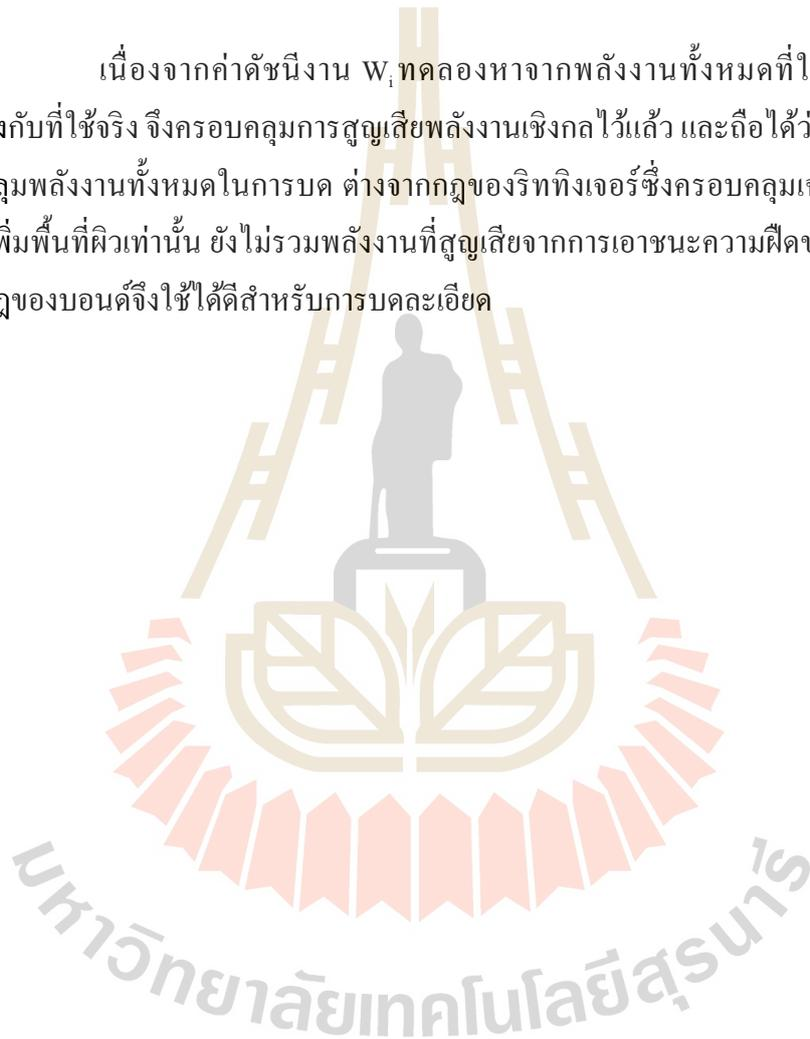 เนื่องจากค่าดัชนีงาน Wi ทดลองหาจากพลังงานทั้งหมดที่
งกับที่ใช้จริง จึงครอบคลุมการสูญเสียพลังงานเชิงกลไว้แล้ว และถือได้
ลุมพลังงานทั้งหมดในการบด ต่างจากกฎของริททิงเจอร์ซึ่งครอบคลุม
พิ่มพื้นที่ผิวเท่านั้น ยังไม่รวมพลังงานที่สูญเสียจากการเอาชนะความฝืด
ฎของบอนด์จึงใช้ได้ดีสำหรับการบดละเอียด
มหาวิทยาลัยเทคโนโลยีสุรนารี